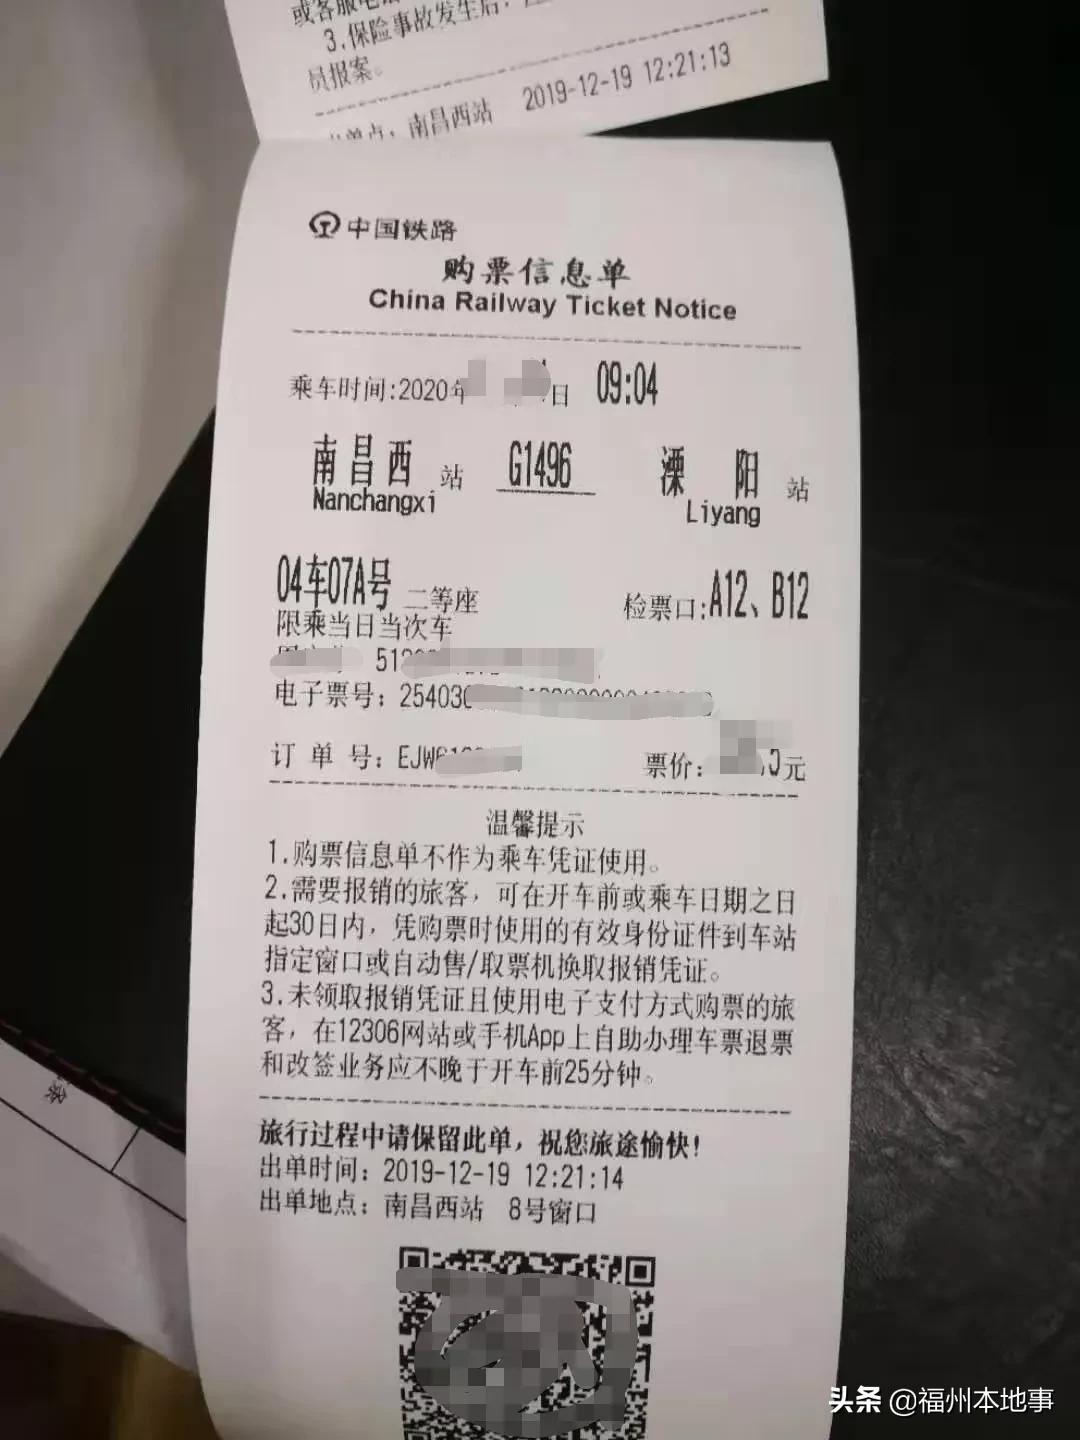 或客服电
3.保险事故发生后，
员报案。
出单点：南昌西站 2019-12-19 12:21:13
中国铁路
购票信息单
China Railway Ticket Notice
乘车时间:2020年 日 09:04
南昌西 站 G1496 溧阳 站
Nanchangxi Liyang
04车07A号 二等座 检票口:A12、B12
限乘当日当次车
51
电子票号：25403
订单号：EJW 票价： 元
温馨提示
1.购票信息单不作为乘车凭证使用。
2.需要报销的旅客，可在开车前或乘车日期之日
起30日内，凭购票时使用的有效身份证件到车站
指定窗口或自动售/取票机换取报销凭证。
3.未领取报销凭证且使用电子支付方式购票的旅
客，在12306网站或手机App上自助办理车票退票
和改签业务应不晚于开车前25分钟。
旅行过程中请保留此单，祝您旅途愉快！
出单时间：2019-12-19 12:21:14
出单地点：南昌西站 8号窗口
头条 @福州本地事